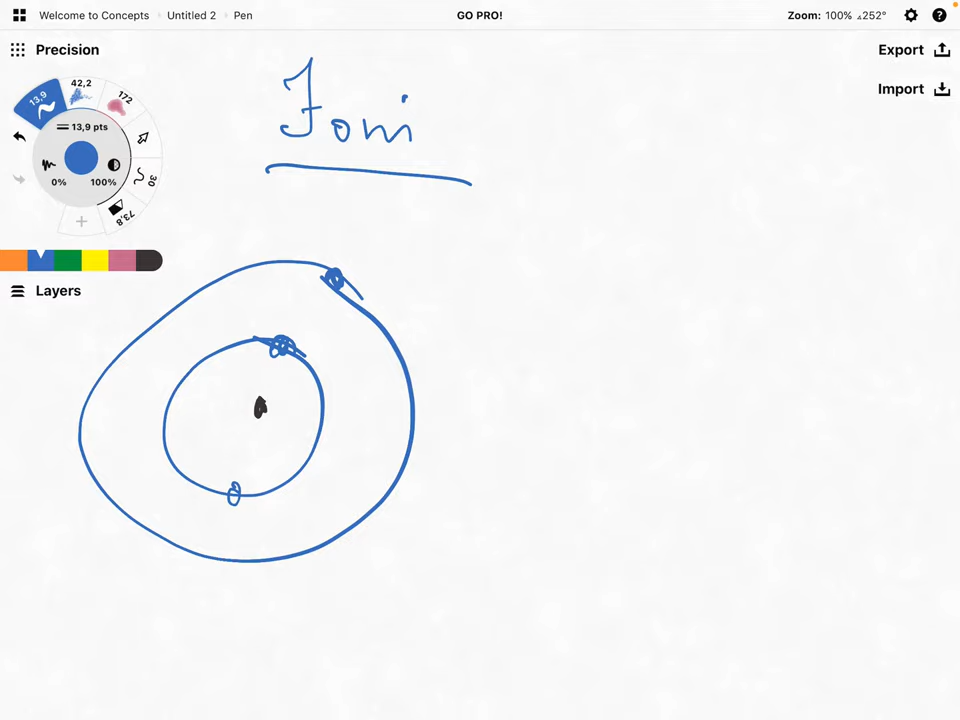 Welcome to Concepts › Untitled 2 › Pen
GO PRO!
Zoom: 100% ⊿252°
Precision
Export
Import
42,2
13,9
172
13,9 pts
30
0% 100%
73,8
Layers
Joni